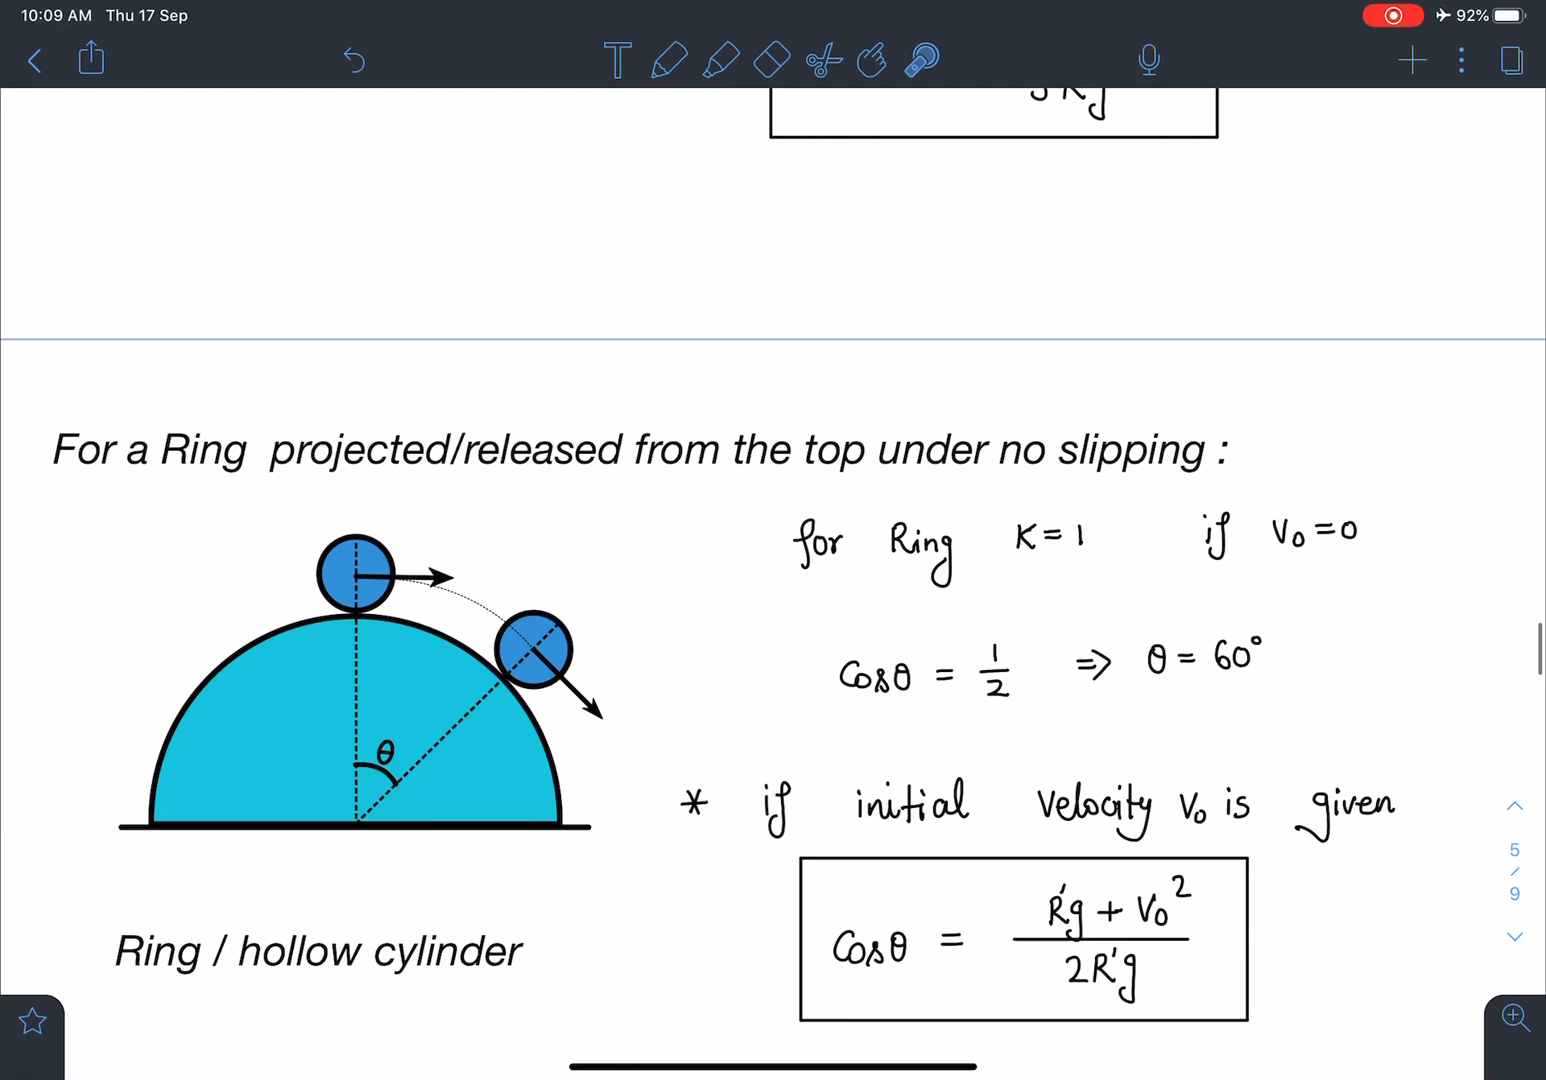 10:09 AM Thu 17 Sep
92%
T
For a Ring projected/released from the top under no slipping :
for Ring K = 1 if v₀ = 0
Cosθ = 1/2 => θ = 60°
θ
* if initial velocity v₀ is given
5
/
9
Cosθ = (R'g + v₀²)/(2R'g)
Ring / hollow cylinder